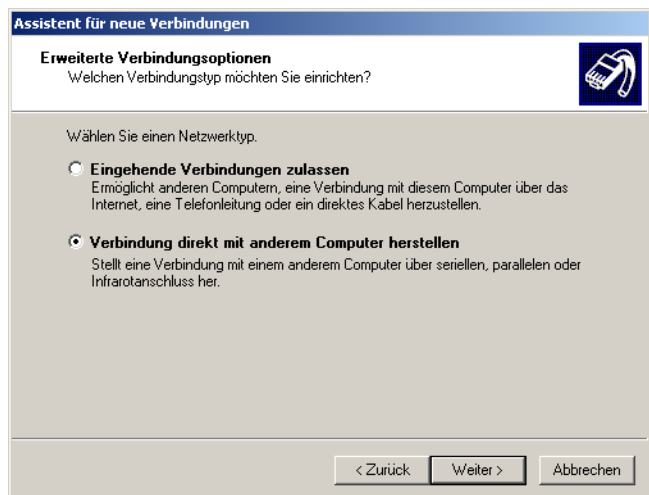 Assistent für neue Verbindungen
Erweiterte Verbindungsoptionen
Welchen Verbindungstyp möchten Sie einrichten?
Wählen Sie einen Netzwerktyp.
Eingehende Verbindungen zulassen
Ermöglicht anderen Computern, eine Verbindung mit diesem Computer über das
Internet, eine Telefonleitung oder ein direktes Kabel herzustellen.
Verbindung direkt mit anderem Computer herstellen
Stellt eine Verbindung mit einem anderem Computer über seriellen, parallelen oder
Infrarotanschluss her.
< Zurück Weiter > Abbrechen